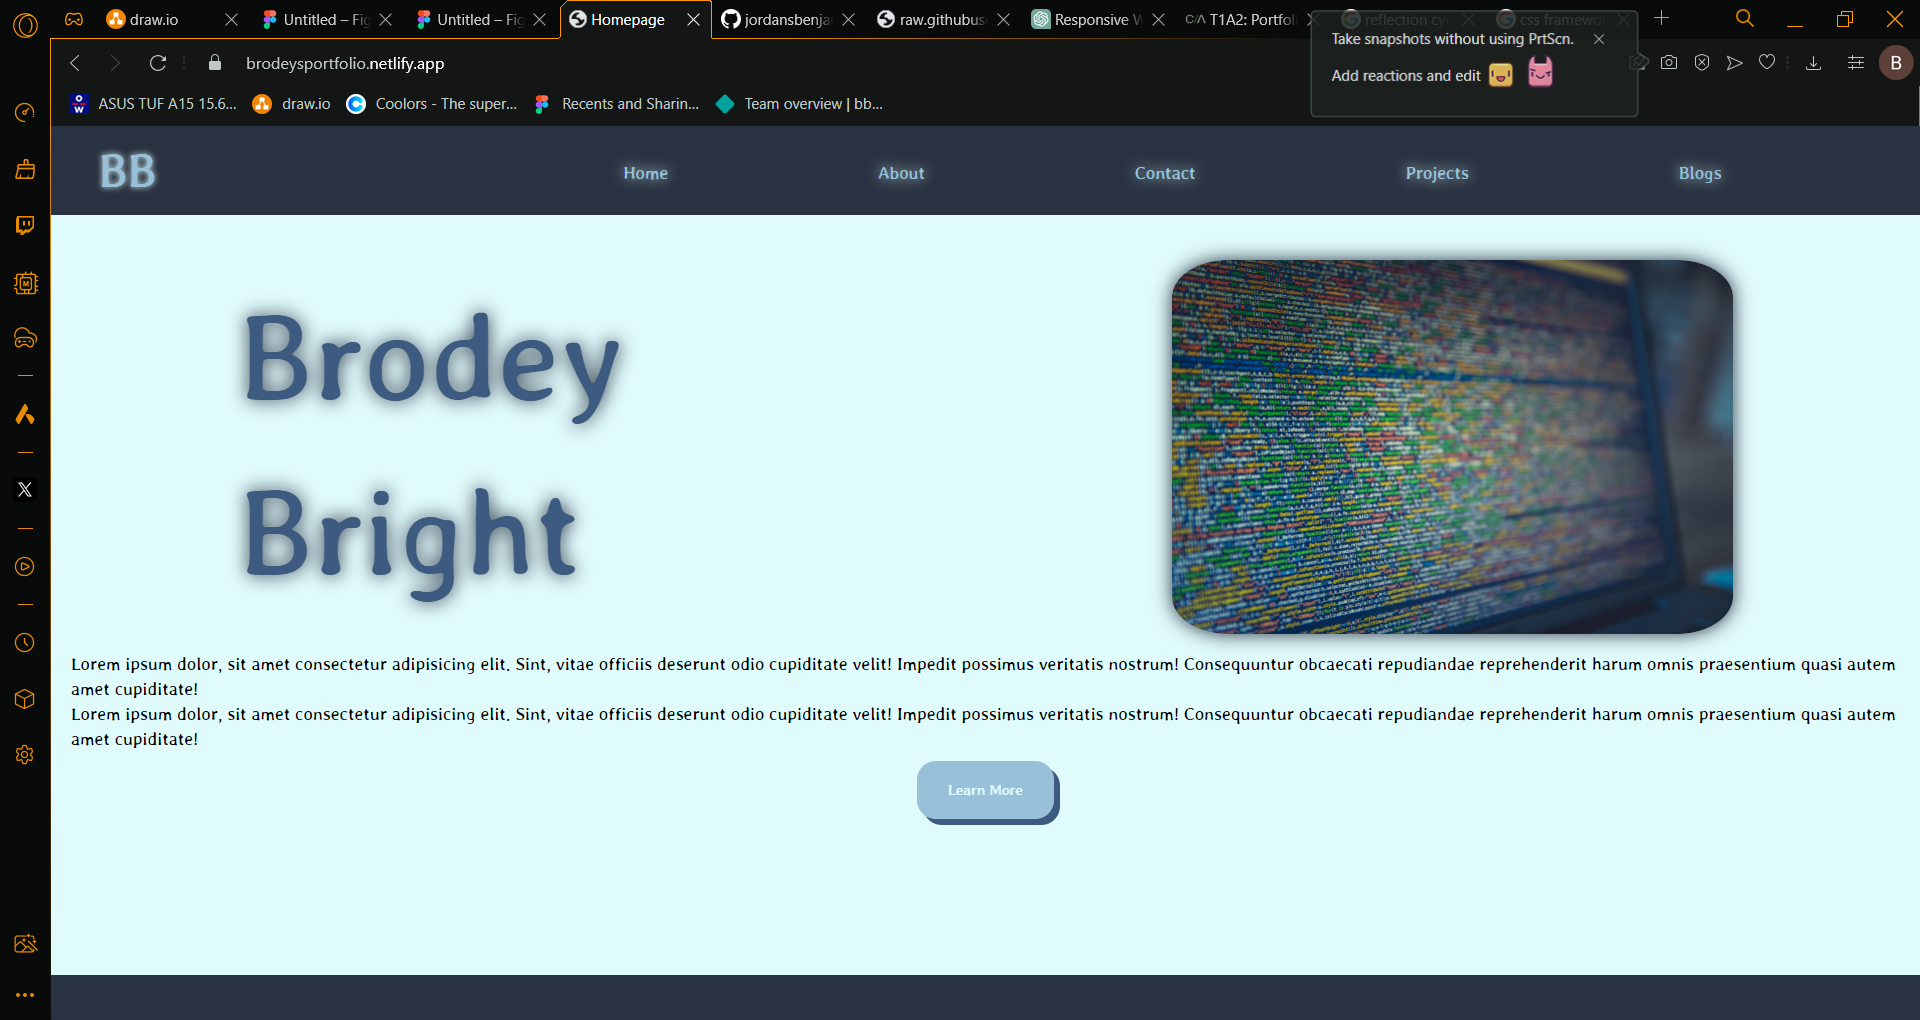 draw.io
Untitled – Fig
Untitled – Fig
Homepage
jordansbenja
raw.githubus
Responsive W
C/\ T1A2: Portfoli
reflection cy
css framewo
Take snapshots without using PrtScn.
brodeysportfolio.netlify.app
Add reactions and edit
B
OW
ASUS TUF A15 15.6...
draw.io
Coolors - The super...
Recents and Sharin...
Team overview | bb...
BB
Home
About
Contact
Projects
Blogs
Brodey
Bright
Lorem ipsum dolor, sit amet consectetur adipisicing elit. Sint, vitae officiis deserunt odio cupiditate velit! Impedit possimus veritatis nostrum! Consequuntur obcaecati repudiandae reprehenderit harum omnis praesentium quasi autem
amet cupiditate!
Lorem ipsum dolor, sit amet consectetur adipisicing elit. Sint, vitae officiis deserunt odio cupiditate velit! Impedit possimus veritatis nostrum! Consequuntur obcaecati repudiandae reprehenderit harum omnis praesentium quasi autem
amet cupiditate!
Learn More